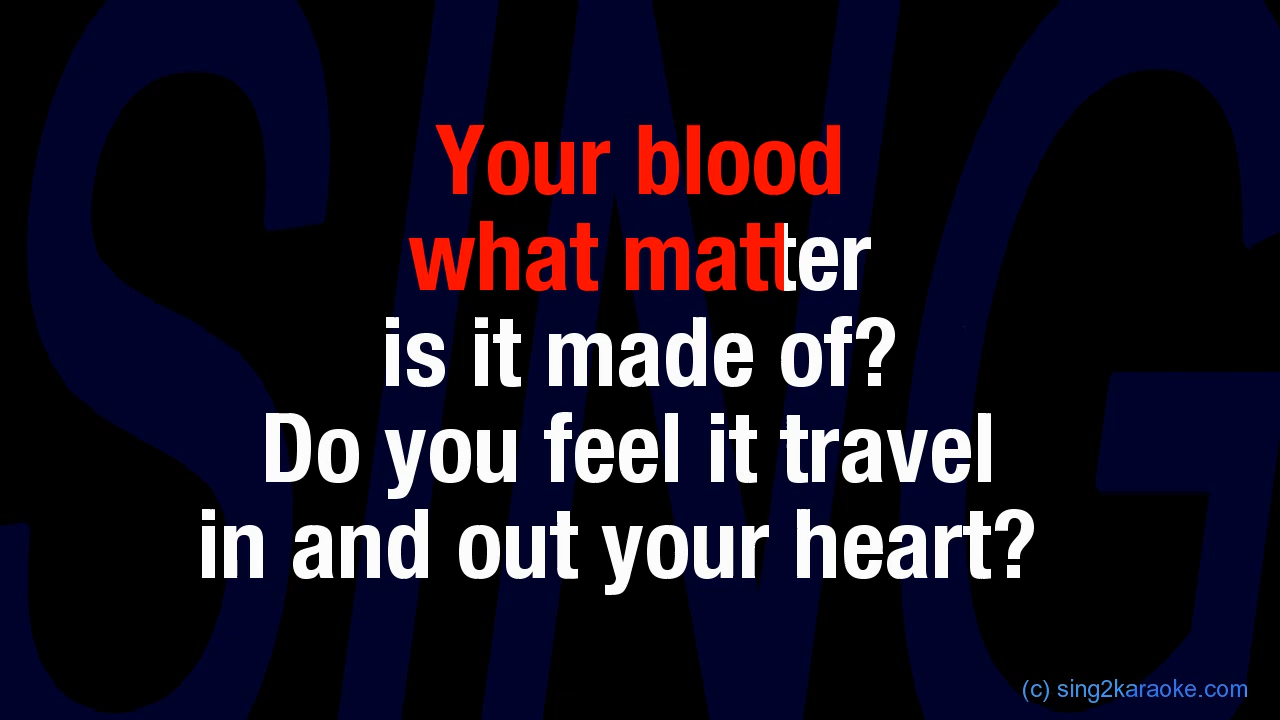 SING
Your blood
what matter
is it made of?
Do you feel it travel
in and out your heart?
(c) sing2karaoke.com